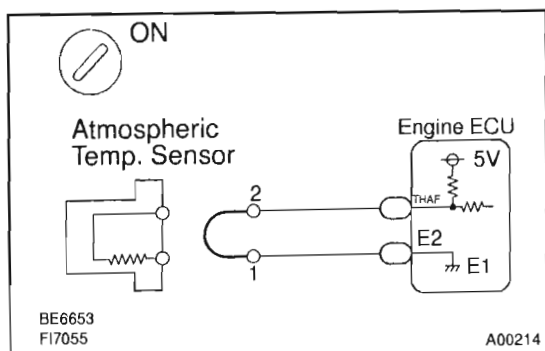 ON
Atmospheric
Temp. Sensor
Engine ECU
5V
2
THAF
E2
1
E1
BE6653
FI7055
A00214